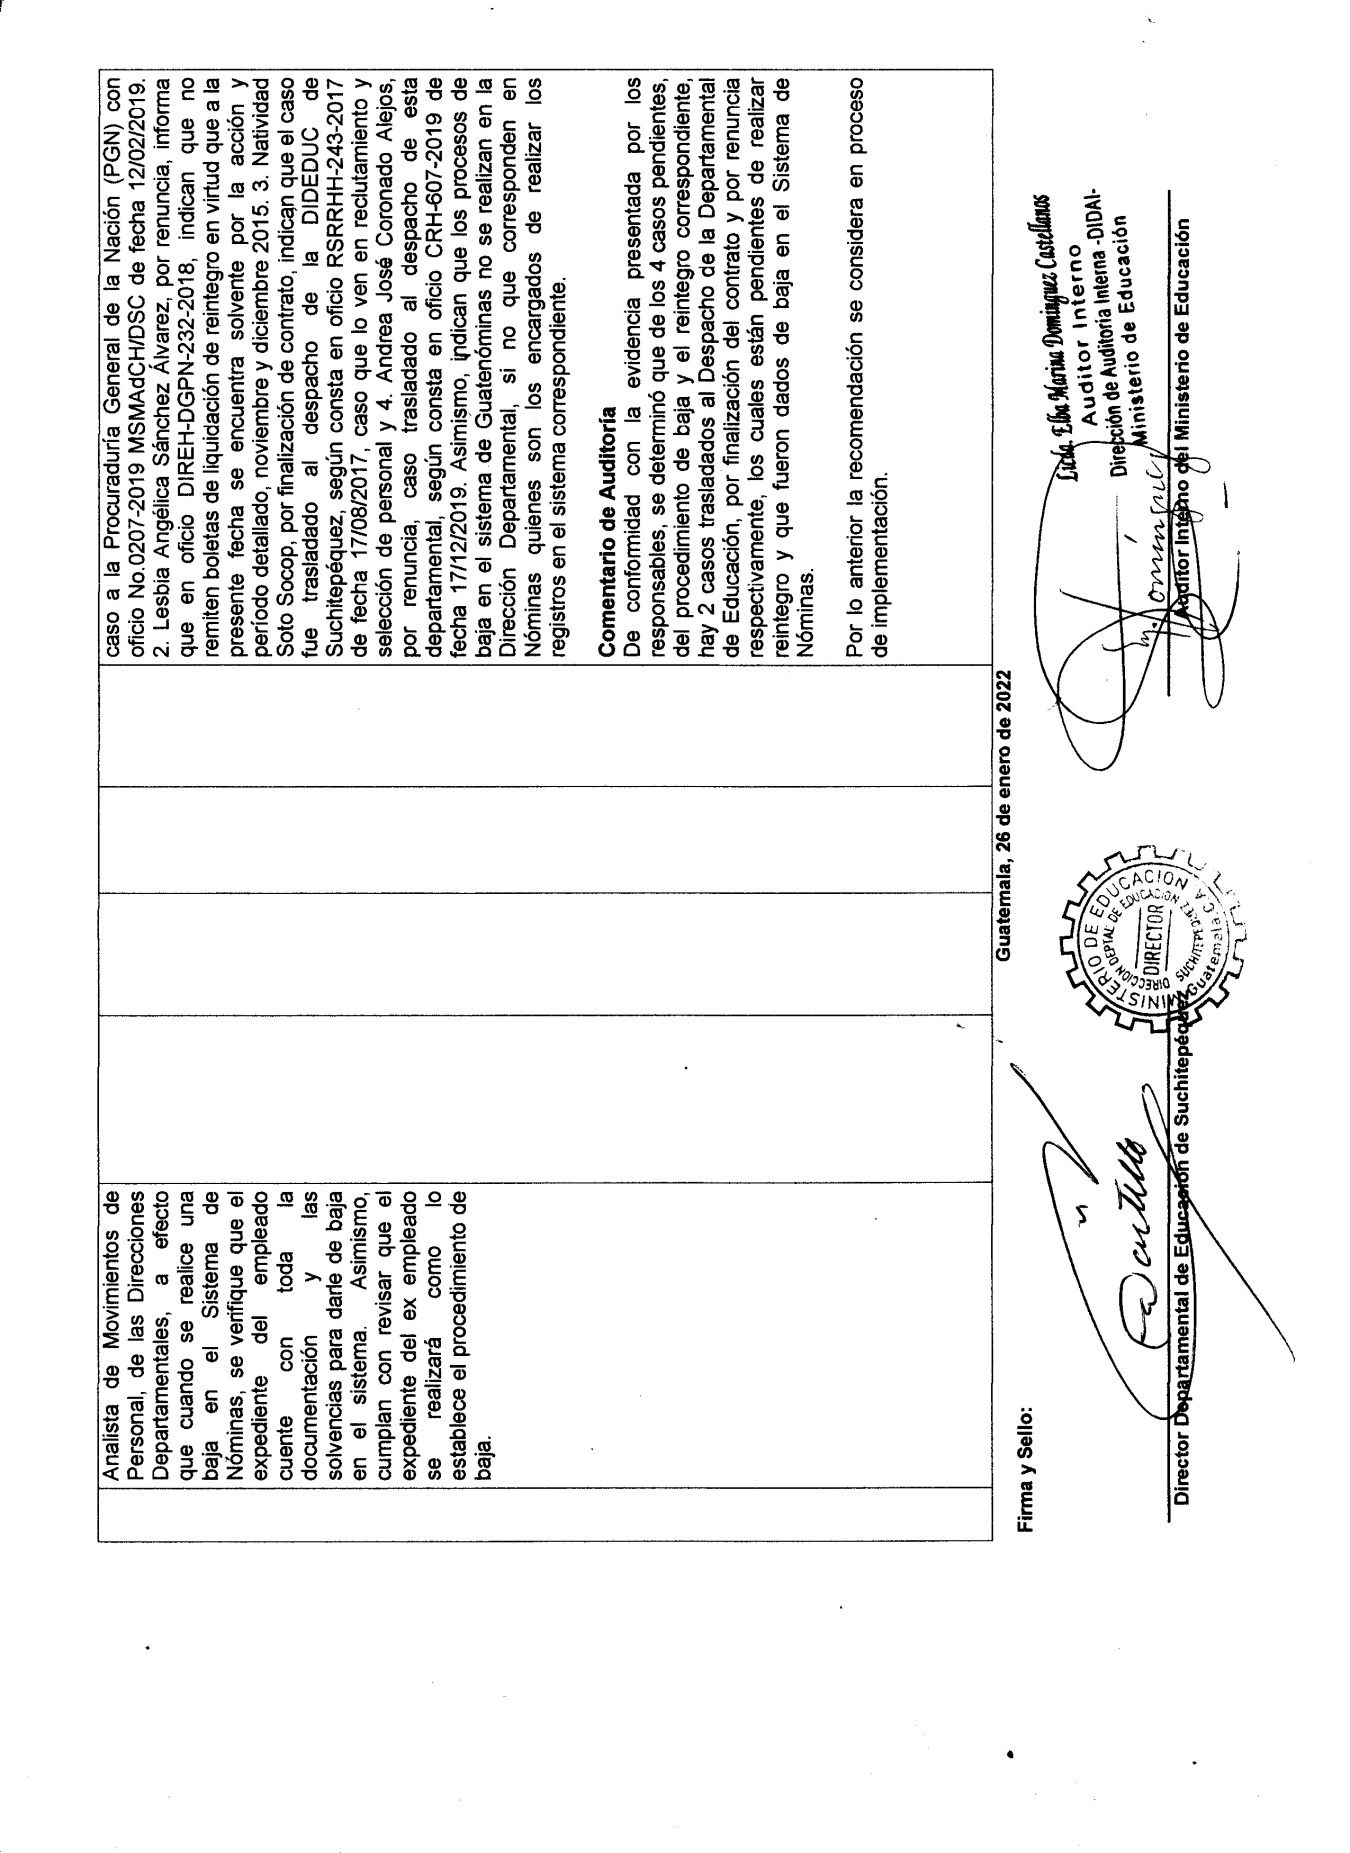 Analista de Movimientos de
Personal, de las Direcciones
Departamentales, a efecto
que cuando se realice una
baja en el Sistema de
Nóminas, se verifique que el
expediente del empleado
cuente con toda la
documentación y las
solvencias para darle de baja
en el sistema. Asimismo,
cumplan con revisar que el
expediente del ex empleado
se realizará como lo
establece el procedimiento de
baja.
caso a la Procuraduría General de la Nación (PGN) con
oficio No.0207-2019 MSMAdCH/DSC de fecha 12/02/2019.
2. Lesbia Angélica Sánchez Álvarez, por renuncia, informa
que en oficio DIREH-DGPN-232-2018, indican que no
remiten boletas de liquidación de reintegro en virtud que a la
presente fecha se encuentra solvente por la acción y
período detallado, noviembre y diciembre 2015. 3. Natividad
Soto Socop, por finalización de contrato, indican que el caso
fue trasladado al despacho de la DIDEDUC de
Suchitepéquez, según consta en oficio RSRRHH-243-2017
de fecha 17/08/2017, caso que lo ven en reclutamiento y
selección de personal y 4. Andrea José Coronado Alejos,
por renuncia, caso trasladado al despacho de esta
departamental, según consta en oficio CRH-607-2019 de
fecha 17/12/2019. Asimismo, indican que los procesos de
baja en el sistema de Guatenóminas no se realizan en la
Dirección Departamental, si no que corresponden en
Nóminas quienes son los encargados de realizar los
registros en el sistema correspondiente.
Comentario de Auditoría
De conformidad con la evidencia presentada por los
responsables, se determinó que de los 4 casos pendientes,
del procedimiento de baja y el reintegro correspondiente,
hay 2 casos trasladados al Despacho de la Departamental
de Educación, por finalización del contrato y por renuncia
respectivamente, los cuales están pendientes de realizar
reintegro y que fueron dados de baja en el Sistema de
Nóminas.
Por lo anterior la recomendación se considera en proceso
de implementación.
Guatemala, 26 de enero de 2022
Firma y Sello:
MINISTERIO DE EDUCACION
DIRECCION DEPTAL DE EDUCACION
DIRECTOR
SUCHITEPEQUEZ
Guatemala, C.A.
Director Departamental de Educación de Suchitepéquez
Licda. Elba Marina Domínguez Castellanos
Auditor Interno
Dirección de Auditoria Interna -DIDAI-
Ministerio de Educación
Auditor Interno del Ministerio de Educación